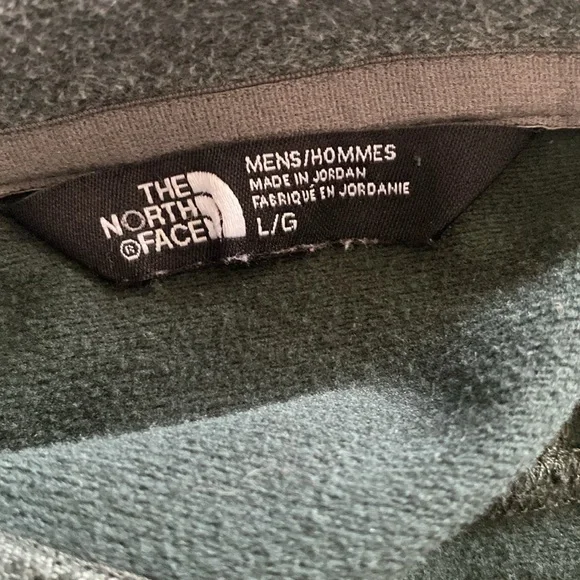 THE
NORTH
FACE
®
MENS/HOMMES
MADE IN JORDAN
FABRIQUÉ EN JORDANIE
L/G